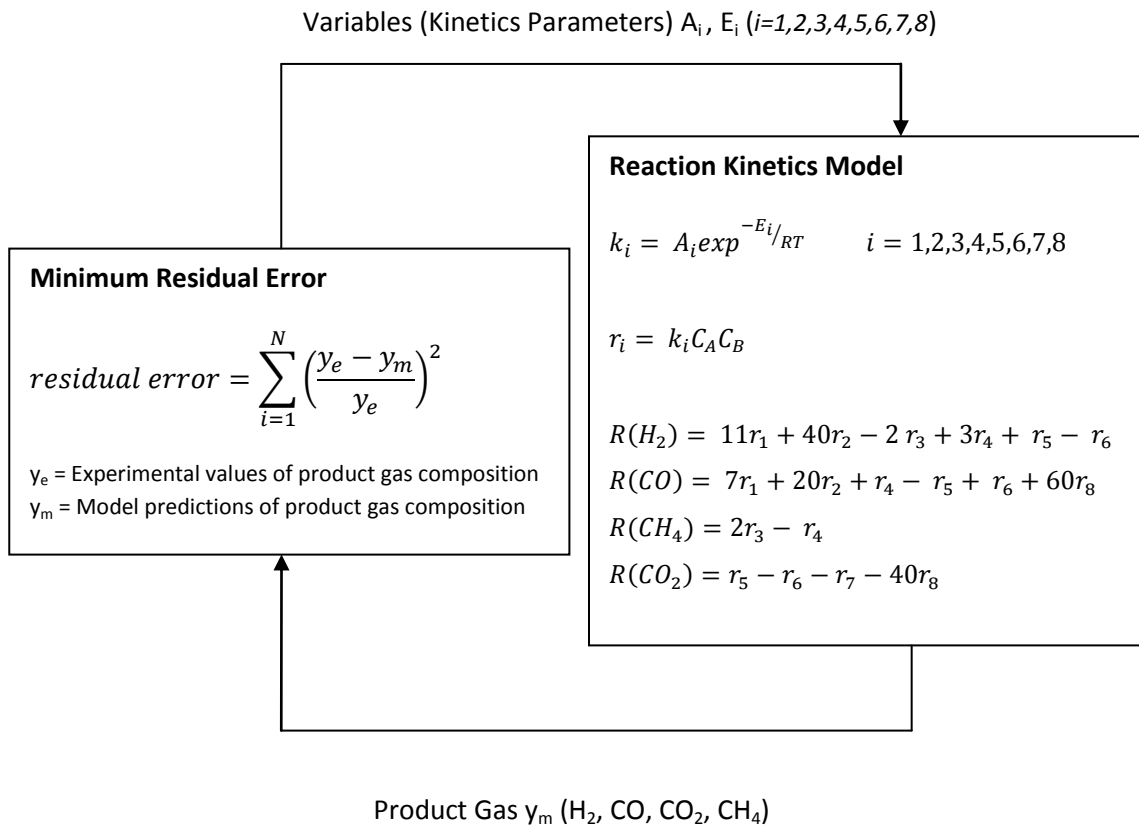 Variables (Kinetics Parameters) Aᵢ, Eᵢ (i=1,2,3,4,5,6,7,8)
Minimum Residual Error
residual error = ∑_{i=1}^{N} ((yₑ − yₘ)/yₑ)²
yₑ = Experimental values of product gas composition
yₘ = Model predictions of product gas composition
Reaction Kinetics Model
kᵢ = Aᵢexp^{−Eᵢ/RT} i = 1,2,3,4,5,6,7,8
rᵢ = kᵢC_AC_B
R(H₂) = 11r₁ + 40r₂ − 2 r₃ + 3r₄ + r₅ − r₆
R(CO) = 7r₁ + 20r₂ + r₄ − r₅ + r₆ + 60r₈
R(CH₄) = 2r₃ − r₄
R(CO₂) = r₅ − r₆ − r₇ − 40r₈
Product Gas yₘ (H₂, CO, CO₂, CH₄)